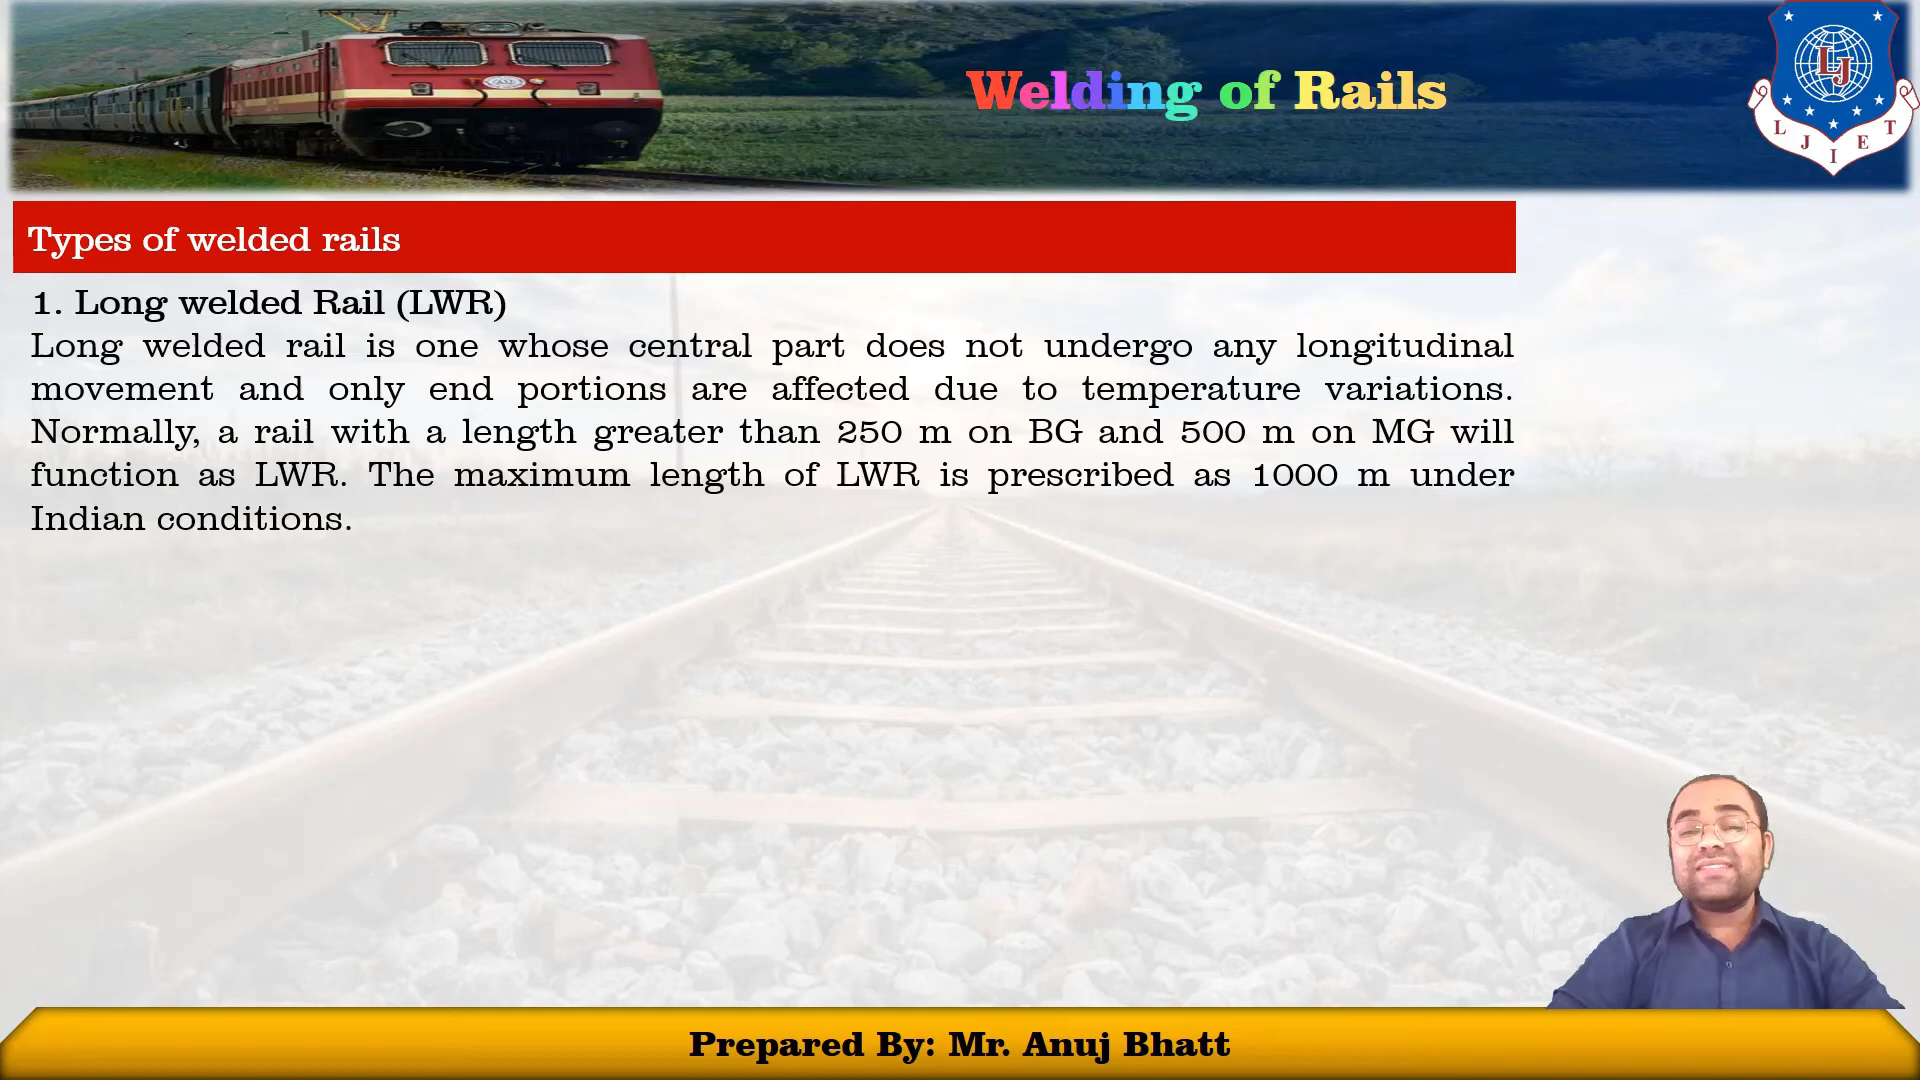 Welding of Rails
LJ
L J I E T
Types of welded rails
1. Long welded Rail (LWR)
Long welded rail is one whose central part does not undergo any longitudinal
movement and only end portions are affected due to temperature variations.
Normally, a rail with a length greater than 250 m on BG and 500 m on MG will
function as LWR. The maximum length of LWR is prescribed as 1000 m under
Indian conditions.
Prepared By: Mr. Anuj Bhatt